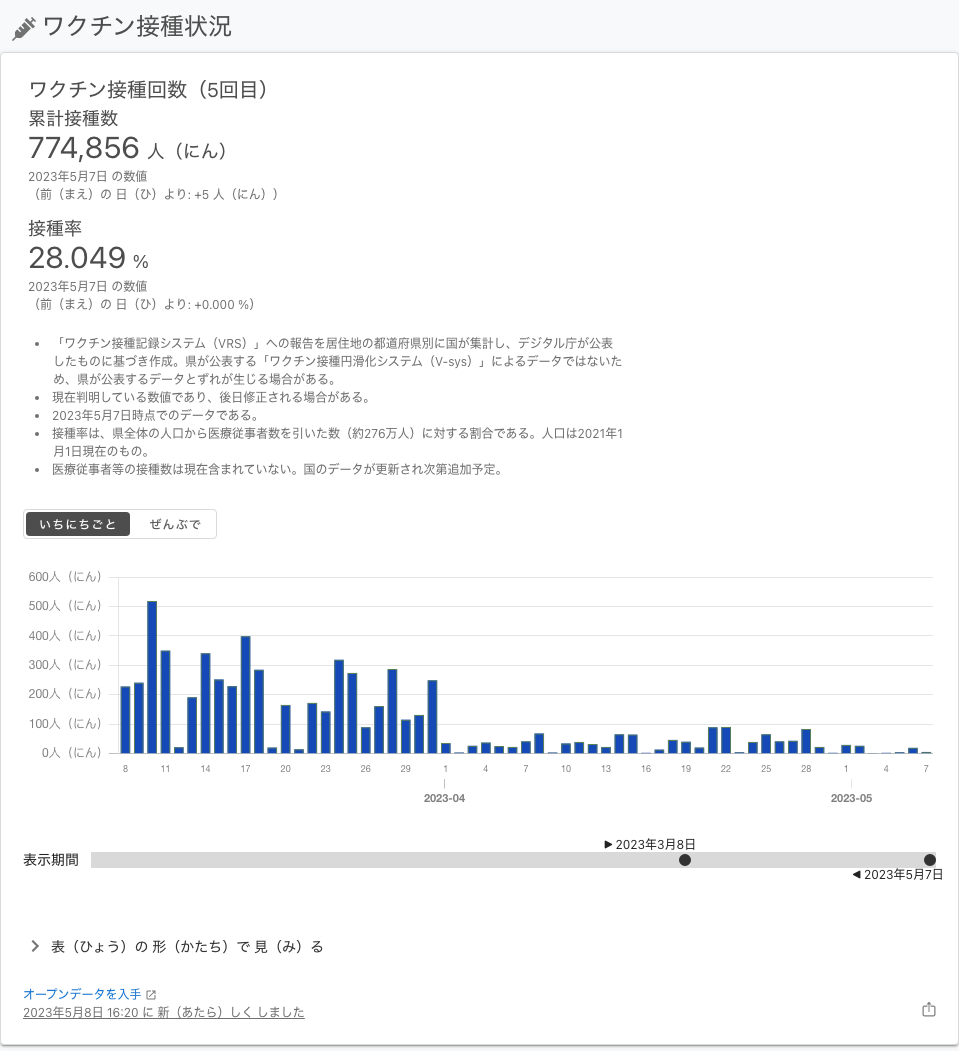 ワクチン接種状況
ワクチン接種回数（5回目）
累計接種数
774,856 人（にん）
2023年5月7日 の数値
（前（まえ）の 日（ひ）より: +5 人（にん））
接種率
28.049 %
2023年5月7日 の数値
（前（まえ）の 日（ひ）より: +0.000 %）
• 「ワクチン接種記録システム（VRS）」への報告を居住地の都道府県別に国が集計し、デジタル庁が公表
したものに基づき作成。県が公表する「ワクチン接種円滑化システム（V-sys）」によるデータではないた
め、県が公表するデータとずれが生じる場合がある。
• 現在判明している数値であり、後日修正される場合がある。
• 2023年5月7日時点でのデータである。
• 接種率は、県全体の人口から医療従事者数を引いた数（約276万人）に対する割合である。人口は2021年1
月1日現在のもの。
• 医療従事者等の接種数は現在含まれていない。国のデータが更新され次第追加予定。
いちにちごと ぜんぶで
600人（にん）
500人（にん）
400人（にん）
300人（にん）
200人（にん）
100人（にん）
0人（にん）
8 11 14 17 20 23 26 29 1 4 7 10 13 16 19 22 25 28 1 4 7
2023-04 2023-05
▶ 2023年3月8日
表示期間
◀ 2023年5月7日
表（ひょう）の 形（かたち）で 見（み）る
オープンデータを入手
2023年5月8日 16:20 に 新（あたら）しく しました